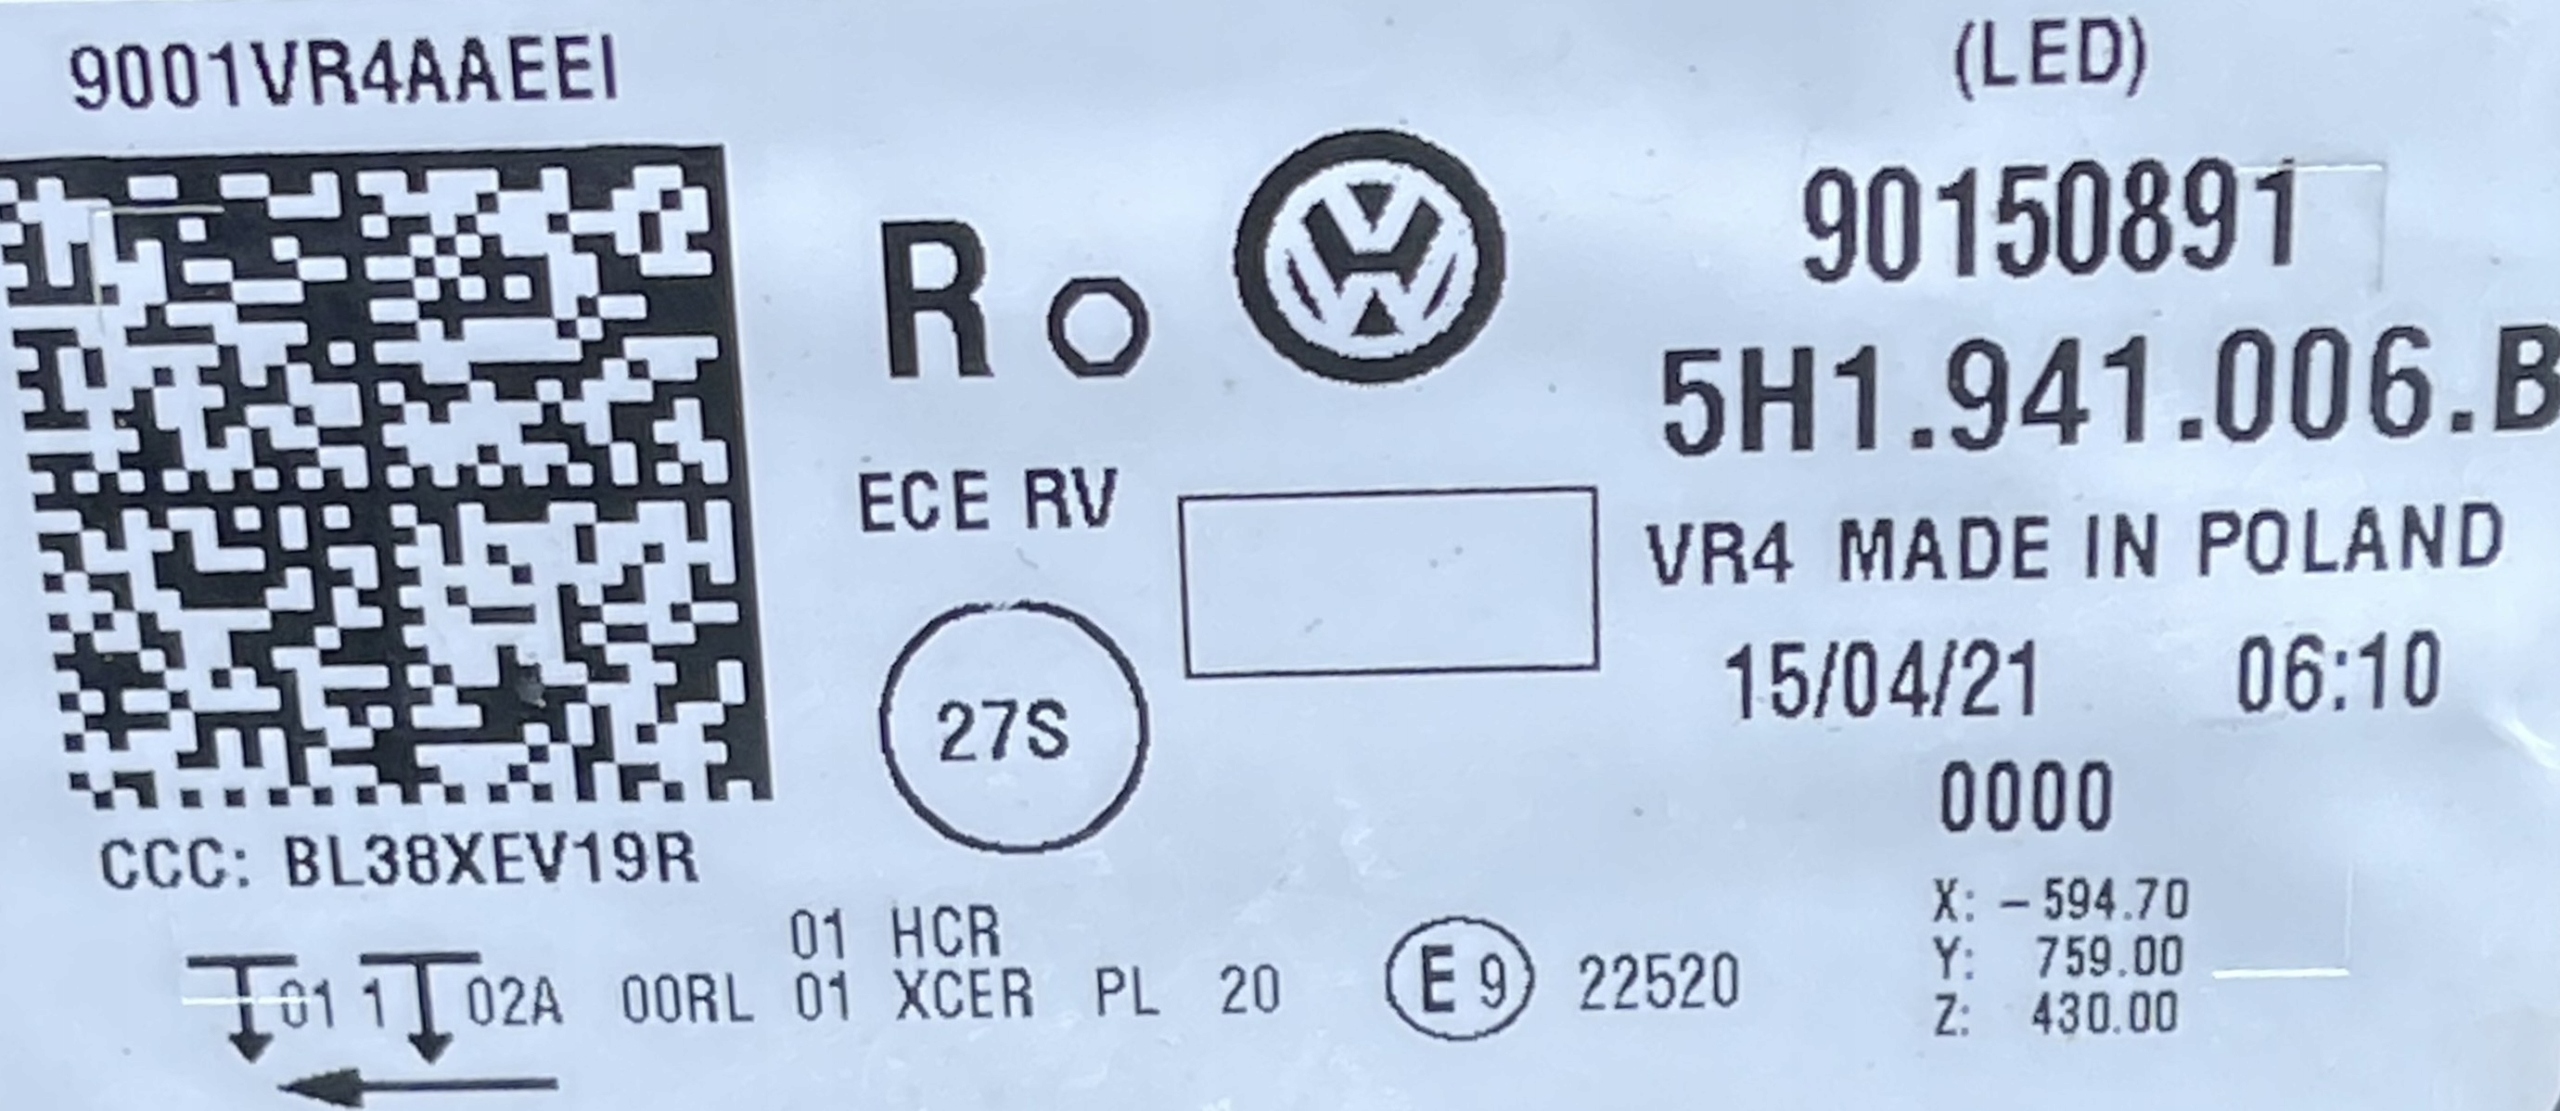 9001VR4AAEEI
CCC: BL38XEV19R
R
ECE RV
27S
(LED)
90150891
5H1.941.006.B
VR4 MADE IN POLAND
15/04/21 06:10
0000
X: -594.70
Y: 759.00
Z: 430.00
01 HCR
01 1 02A 00RL 01 XCER PL 20 E9 22520